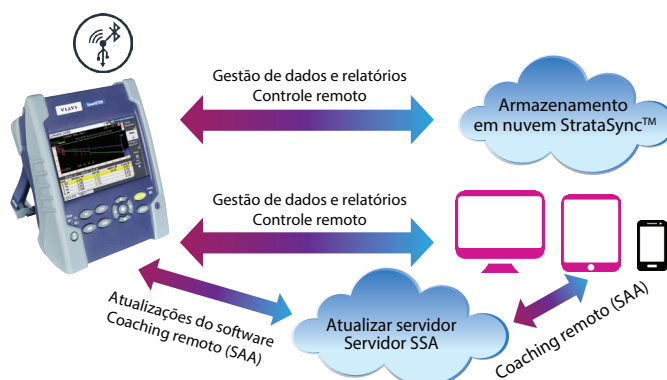 VIAVI
Gestão de dados e relatórios
Controle remoto
Armazenamento
em nuvem StrataSync™
Gestão de dados e relatórios
Controle remoto
Atualizações do software
Coaching remoto (SAA)
Atualizar servidor
Servidor SSA
Coaching remoto (SAA)